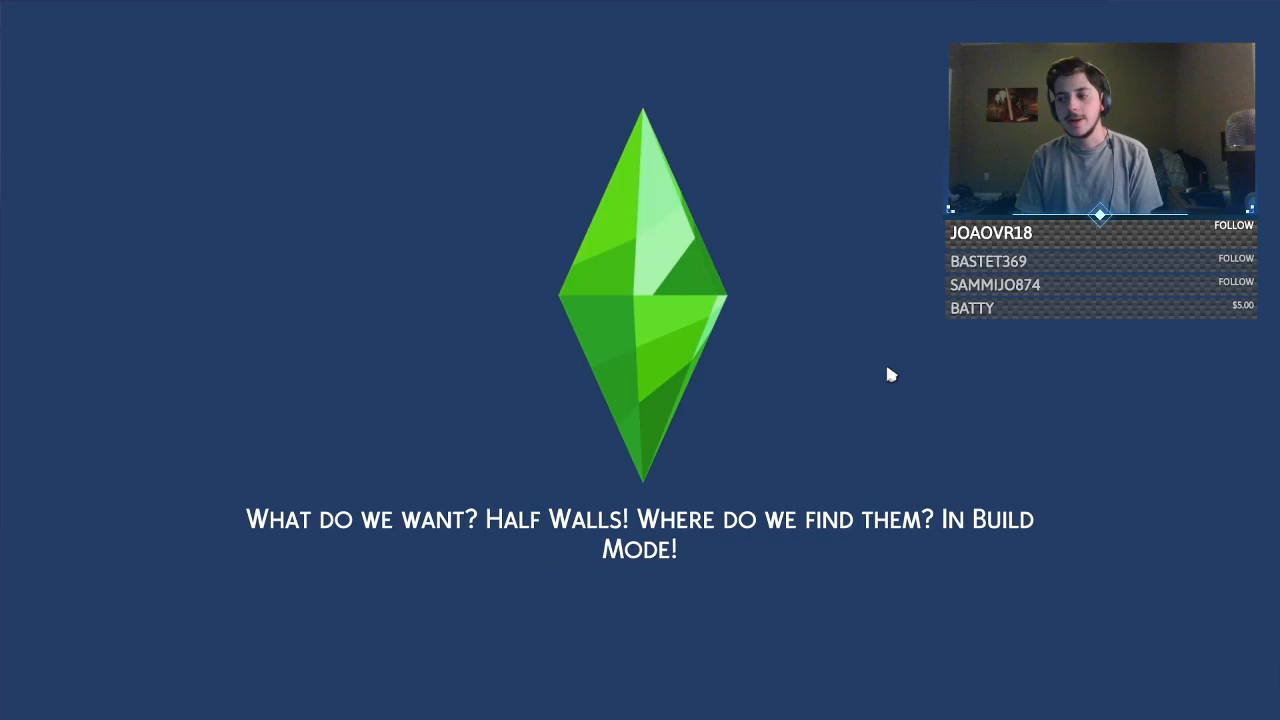 JOAOVR18 FOLLOW
BASTET369 FOLLOW
SAMMIJO874 FOLLOW
BATTY $5.00
What do we want? Half Walls! Where do we find them? In Build
Mode!